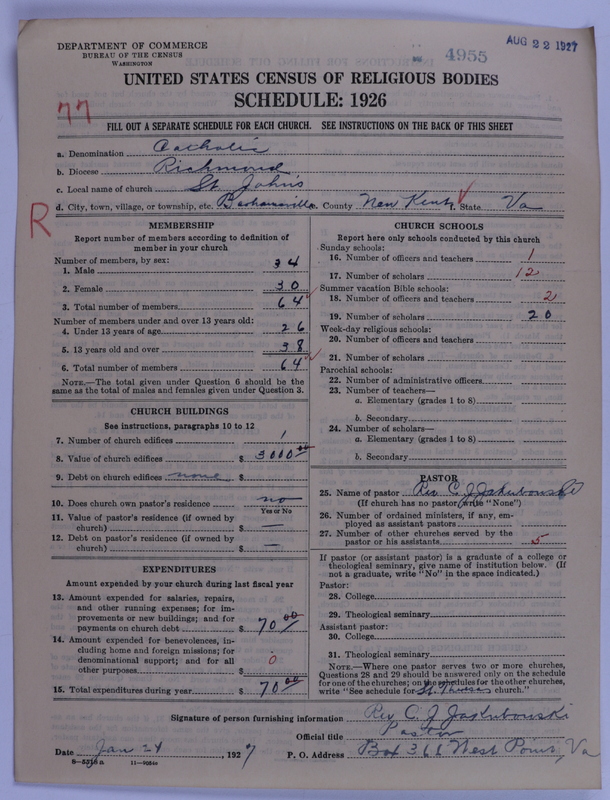 DEPARTMENT OF COMMERCE
BUREAU OF THE CENSUS
WASHINGTON
4955
AUG 22 1927
UNITED STATES CENSUS OF RELIGIOUS BODIES
SCHEDULE: 1926
77
FILL OUT A SEPARATE SCHEDULE FOR EACH CHURCH. SEE INSTRUCTIONS ON THE BACK OF THIS SHEET
a. Denomination Catholic
b. Diocese Richmond
c. Local name of church St. John's
d. City, town, village, or township, etc. Barhamsville e. County New Kent f. State Va
R
MEMBERSHIP
Report number of members according to definition of
member in your church
Number of members, by sex:
1. Male 34
2. Female 30
3. Total number of members 64
Number of members under and over 13 years old:
4. Under 13 years of age 26
5. 13 years old and over 38
6. Total number of members 64
NOTE.—The total given under Question 6 should be the
same as the total of males and females given under Question 3.
CHURCH BUILDINGS
See instructions, paragraphs 10 to 12
7. Number of church edifices 1
8. Value of church edifices $ 3000 00
9. Debt on church edifices none $
10. Does church own pastor's residence no
Yes or No
11. Value of pastor's residence (if owned by
church) $ —
12. Debt on pastor's residence (if owned by
church) $ —
EXPENDITURES
Amount expended by your church during last fiscal year
13. Amount expended for salaries, repairs,
and other running expenses; for im-
provements or new buildings; and for
payments on church debt $ 70 00
14. Amount expended for benevolences, in-
cluding home and foreign missions; for
denominational support; and for all
other purposes $ 0
15. Total expenditures during year $ 70 00
CHURCH SCHOOLS
Report here only schools conducted by this church
Sunday schools:
16. Number of officers and teachers 1
17. Number of scholars 12
Summer vacation Bible schools:
18. Number of officers and teachers 2
19. Number of scholars 20
Week-day religious schools:
20. Number of officers and teachers
21. Number of scholars
Parochial schools:
22. Number of administrative officers
23. Number of teachers—
a. Elementary (grades 1 to 8)
b. Secondary
24. Number of scholars—
a. Elementary (grades 1 to 8)
b. Secondary
PASTOR
25. Name of pastor Rev C. J. Jakubowski
(If church has no pastor, write "None")
26. Number of ordained ministers, if any, em-
ployed as assistant pastors
27. Number of other churches served by the
pastor or his assistants 5
If pastor (or assistant pastor) is a graduate of a college or
theological seminary, give name of institution below. (If
not a graduate, write "No" in the space indicated.)
Pastor:
28. College
29. Theological seminary
Assistant pastor:
30. College
31. Theological seminary
NOTE.—Where one pastor serves two or more churches,
Questions 28 and 29 should be answered only on the schedule
for one of the churches; on the schedules for the other churches,
write "See schedule for St. Theresas church."
Signature of person furnishing information Rev C. J Jakubowski
Official title Pastor
Date Jan 24, 1927
P. O. Address Box 366 West Point, Va
8—5518a 11—9034a